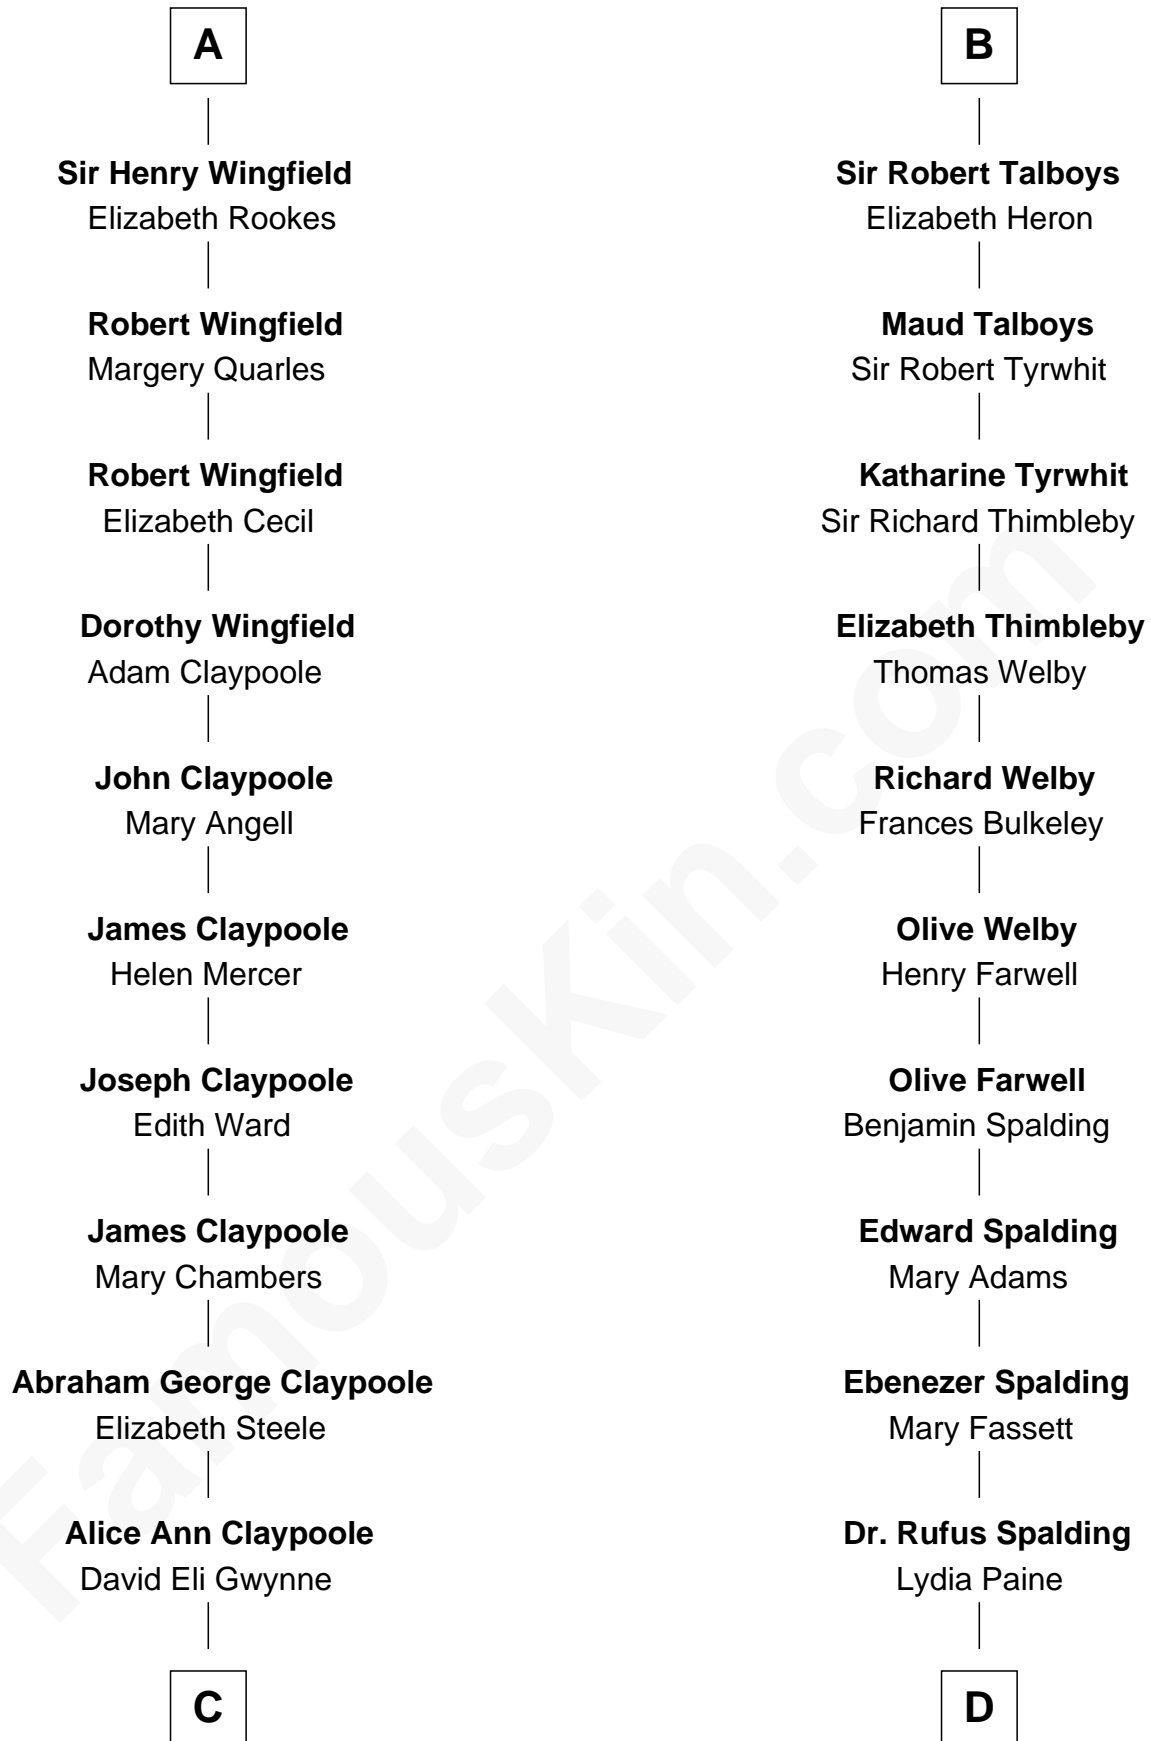 A
Sir Henry Wingfield
Elizabeth Rookes
Robert Wingfield
Margery Quarles
Robert Wingfield
Elizabeth Cecil
Dorothy Wingfield
Adam Claypoole
John Claypoole
Mary Angell
James Claypoole
Helen Mercer
Joseph Claypoole
Edith Ward
James Claypoole
Mary Chambers
Abraham George Claypoole
Elizabeth Steele
Alice Ann Claypoole
David Eli Gwynne
C
B
Sir Robert Talboys
Elizabeth Heron
Maud Talboys
Sir Robert Tyrwhit
Katharine Tyrwhit
Sir Richard Thimbleby
Elizabeth Thimbleby
Thomas Welby
Richard Welby
Frances Bulkeley
Olive Welby
Henry Farwell
Olive Farwell
Benjamin Spalding
Edward Spalding
Mary Adams
Ebenezer Spalding
Mary Fassett
Dr. Rufus Spalding
Lydia Paine
D
FamousKin.com